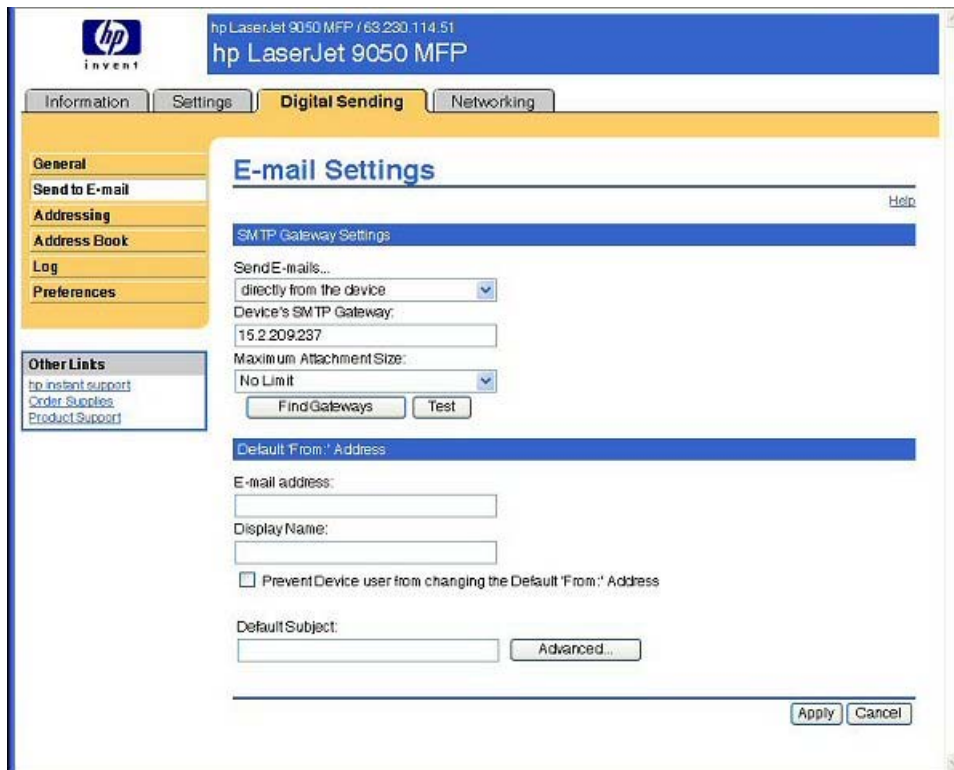 hp
invent
hp LaserJet 9050 MFP / 63.230.114.51
hp LaserJet 9050 MFP
Information Settings Digital Sending Networking
General
Send to E-mail
Addressing
Address Book
Log
Preferences
Other Links
hp instant support
Order Supplies
Product Support
E-mail Settings
Help
SMTP Gateway Settings
Send E-mails...
directly from the device
Device's SMTP Gateway:
15.2.209.237
Maximum Attachment Size:
No Limit
Find Gateways Test
Default 'From:' Address
E-mail address:
Display Name:
Prevent Device user from changing the Default 'From:' Address
Default Subject:
Advanced...
Apply Cancel